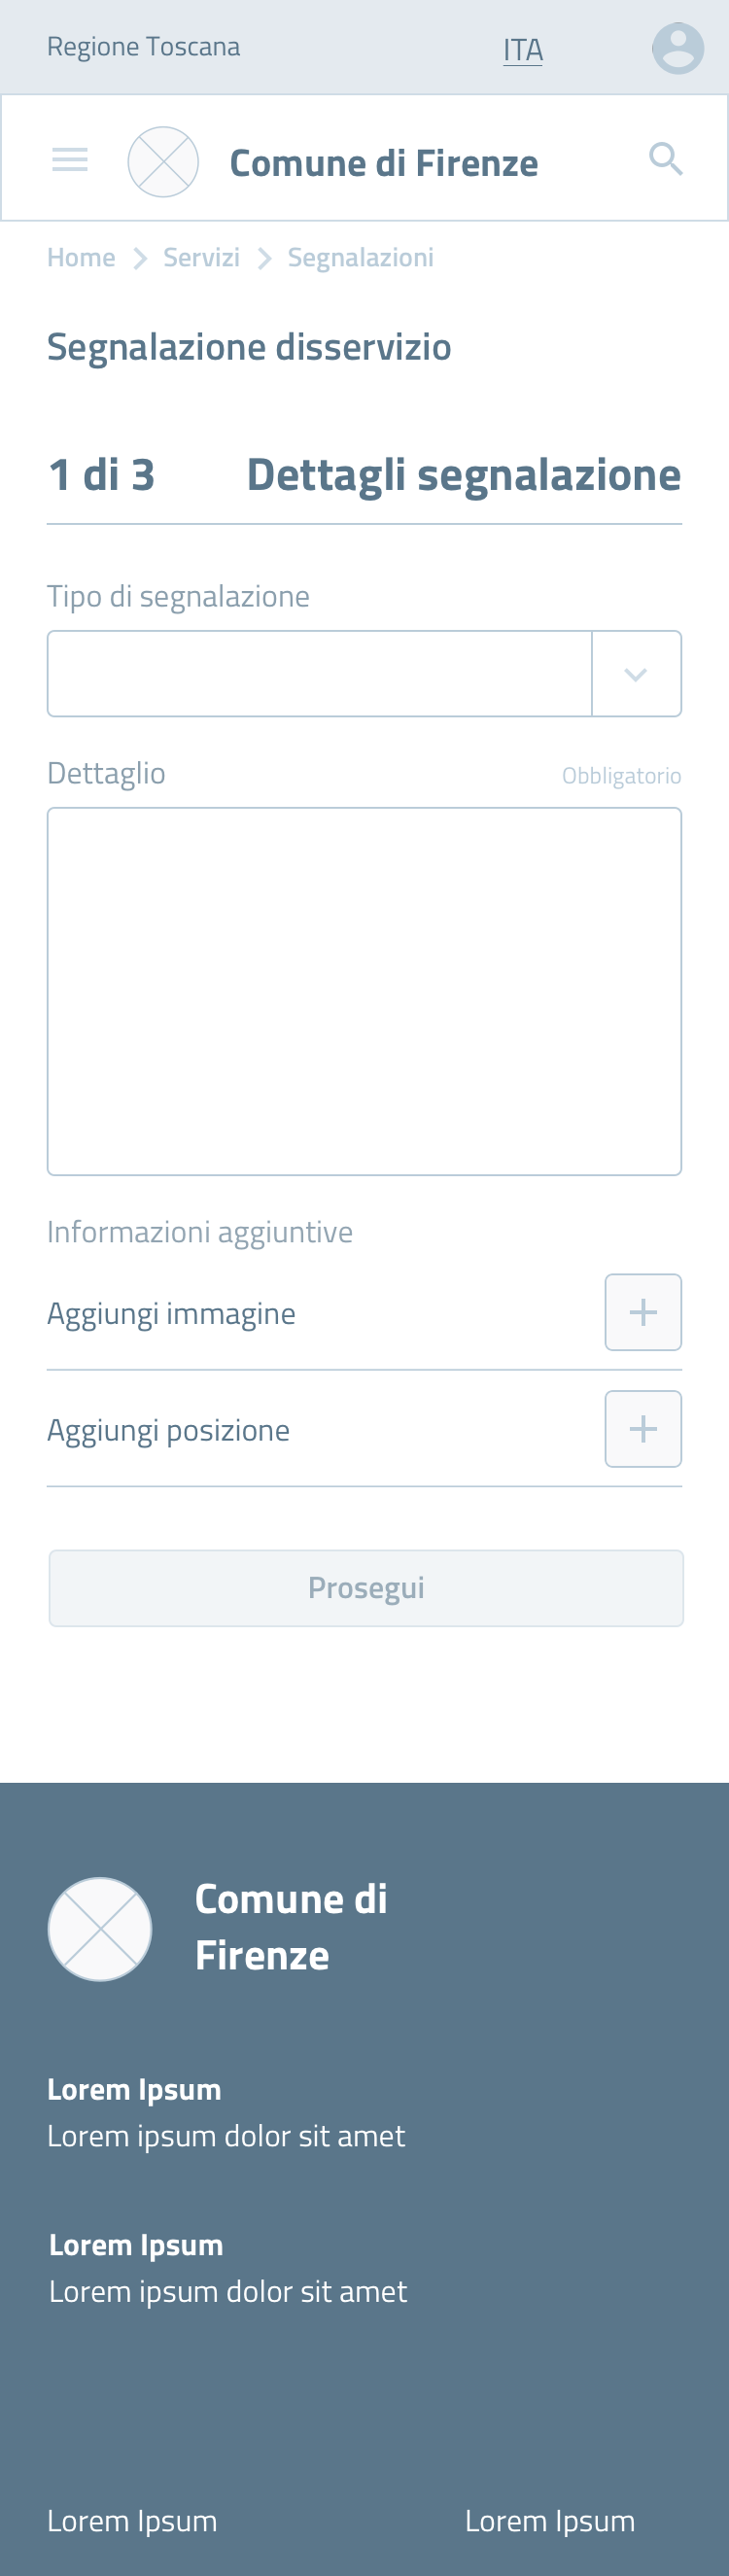 Regione Toscana
ITA
Comune di Firenze
Home Servizi Segnalazioni
Segnalazione disservizio
1 di 3 Dettagli segnalazione
Tipo di segnalazione
Dettaglio Obbligatorio
Informazioni aggiuntive
Aggiungi immagine
Aggiungi posizione
Prosegui
Comune di
Firenze
Lorem Ipsum
Lorem ipsum dolor sit amet
Lorem Ipsum
Lorem ipsum dolor sit amet
Lorem Ipsum Lorem Ipsum